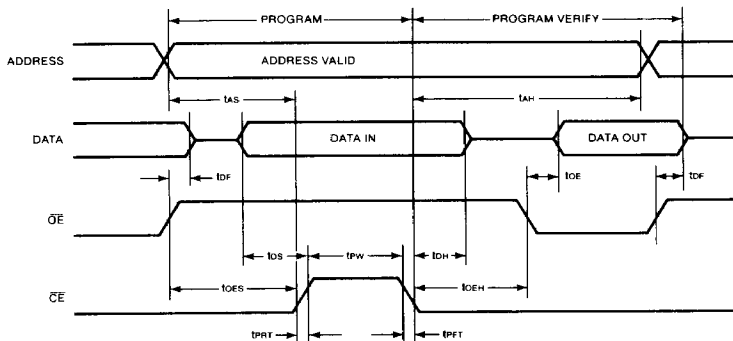 PROGRAM PROGRAM VERIFY
ADDRESS ADDRESS VALID
tAS tAH
DATA DATA IN DATA OUT
tDF tOE tDF
OE
tDS tPW tDH
tOES tOEH
CE
tPRT tPFT